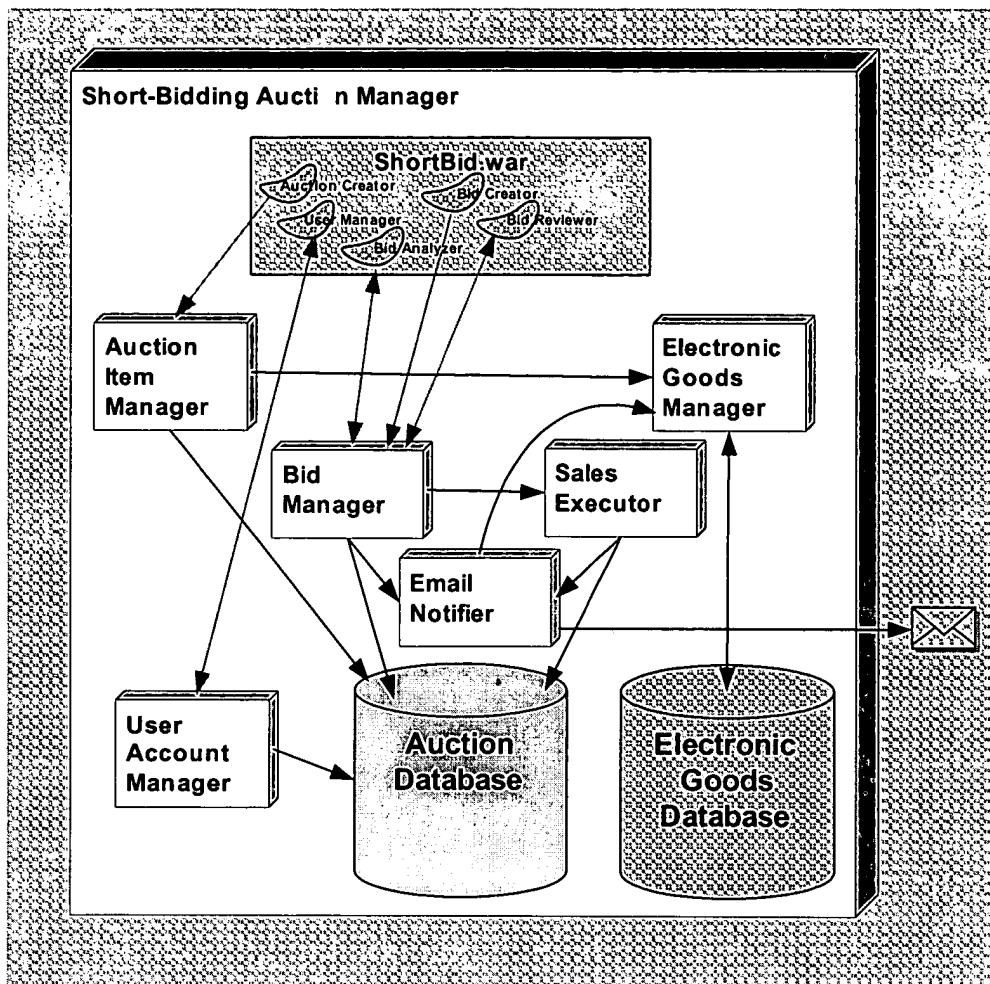 Short-Bidding Aucti n Manager
ShortBid.war
Auction Creator
Bid Creator
User Manager
Bid Reviewer
Bid Analyzer
Auction
Item
Manager
Electronic
Goods
Manager
Bid
Manager
Sales
Executor
Email
Notifier
User
Account
Manager
Auction
Database
Electronic
Goods
Database